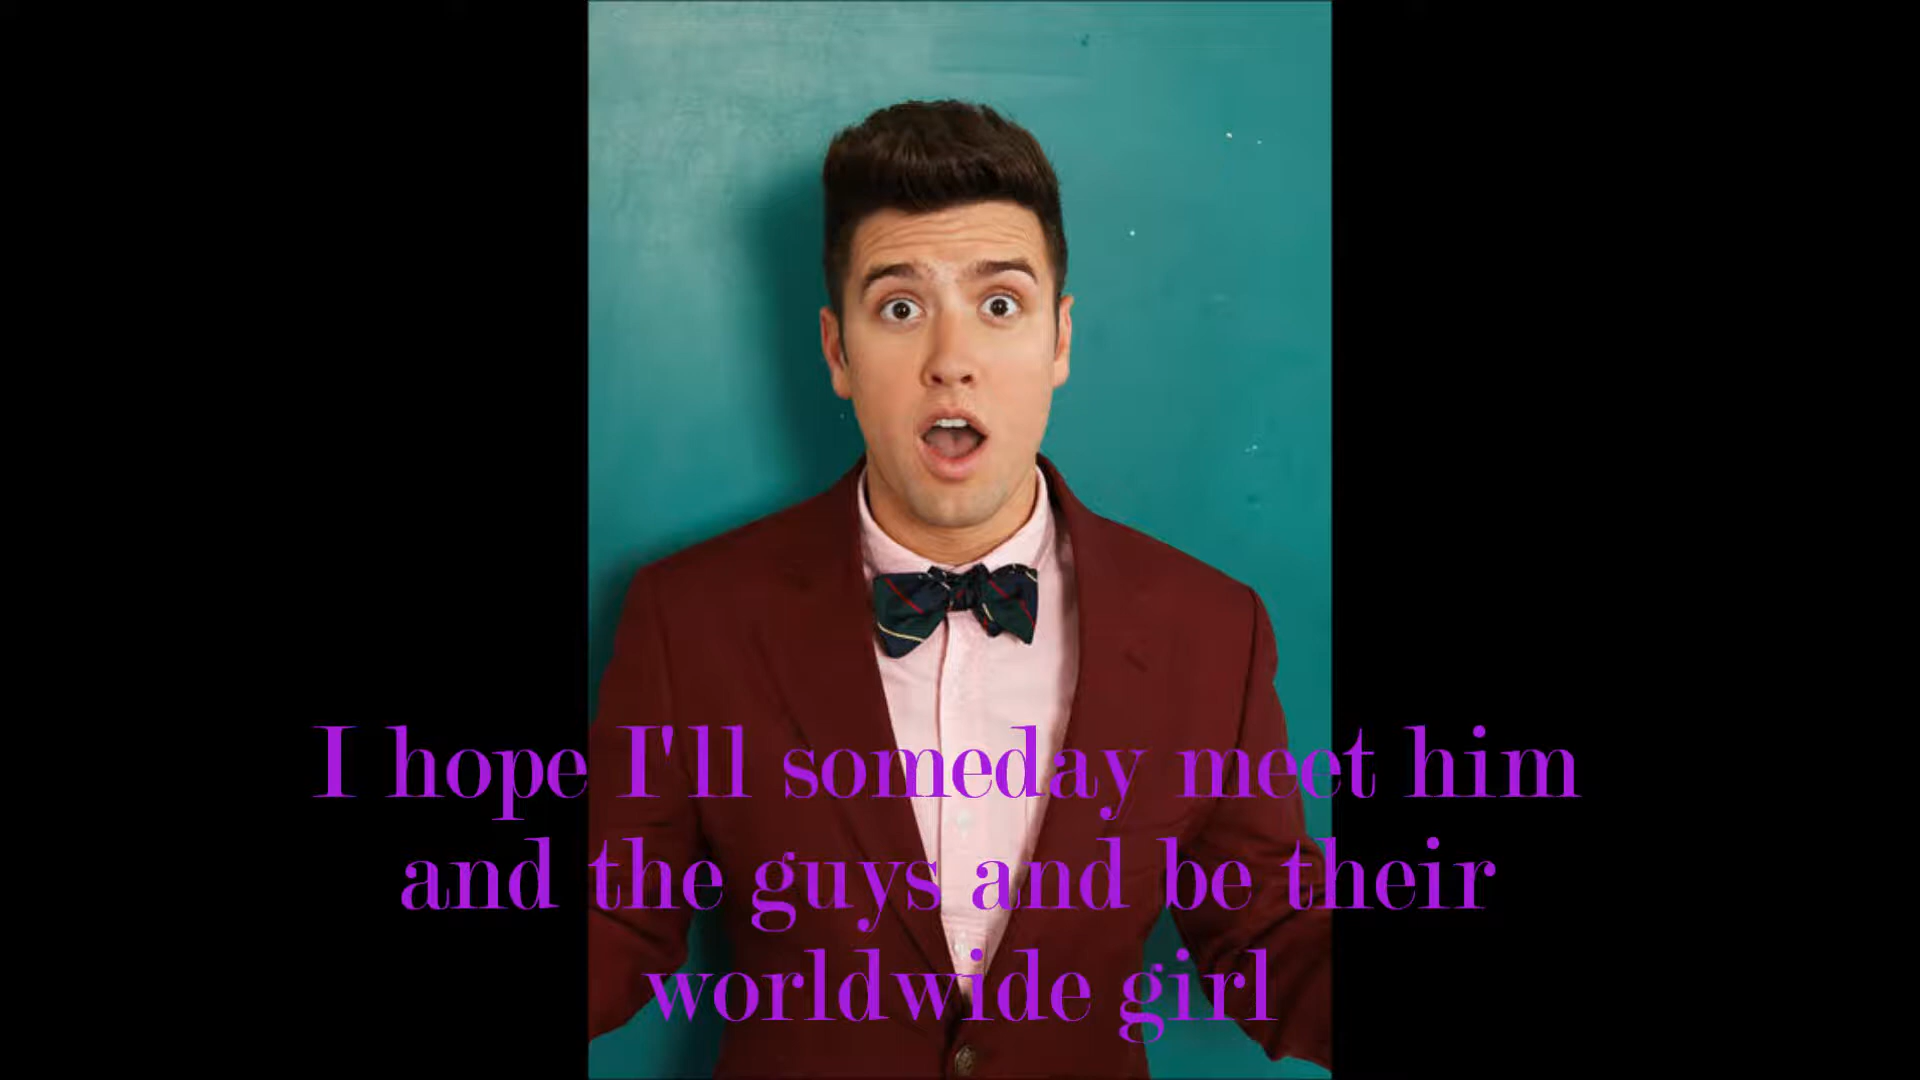 I hope I'll someday meet him
and the guys and be their
worldwide girl